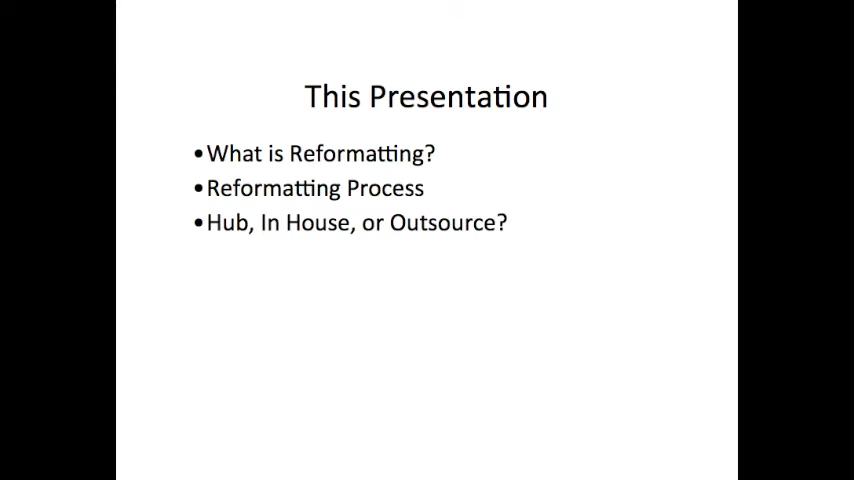 This Presentation
•What is Reformatting?
•Reformatting Process
•Hub, In House, or Outsource?